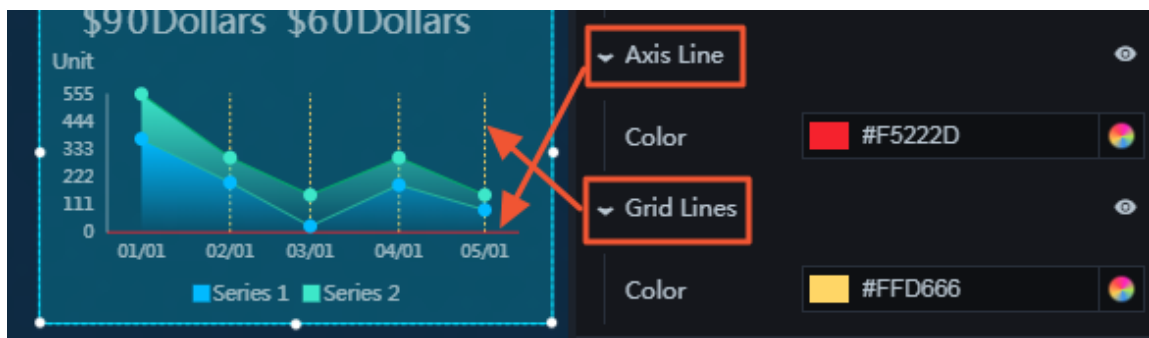 $90Dollars $60Dollars
Unit
555
444
333
222
111
0
01/01 02/01 03/01 04/01 05/01
Series 1 Series 2
Axis Line
Color #F5222D
Grid Lines
Color #FFD666